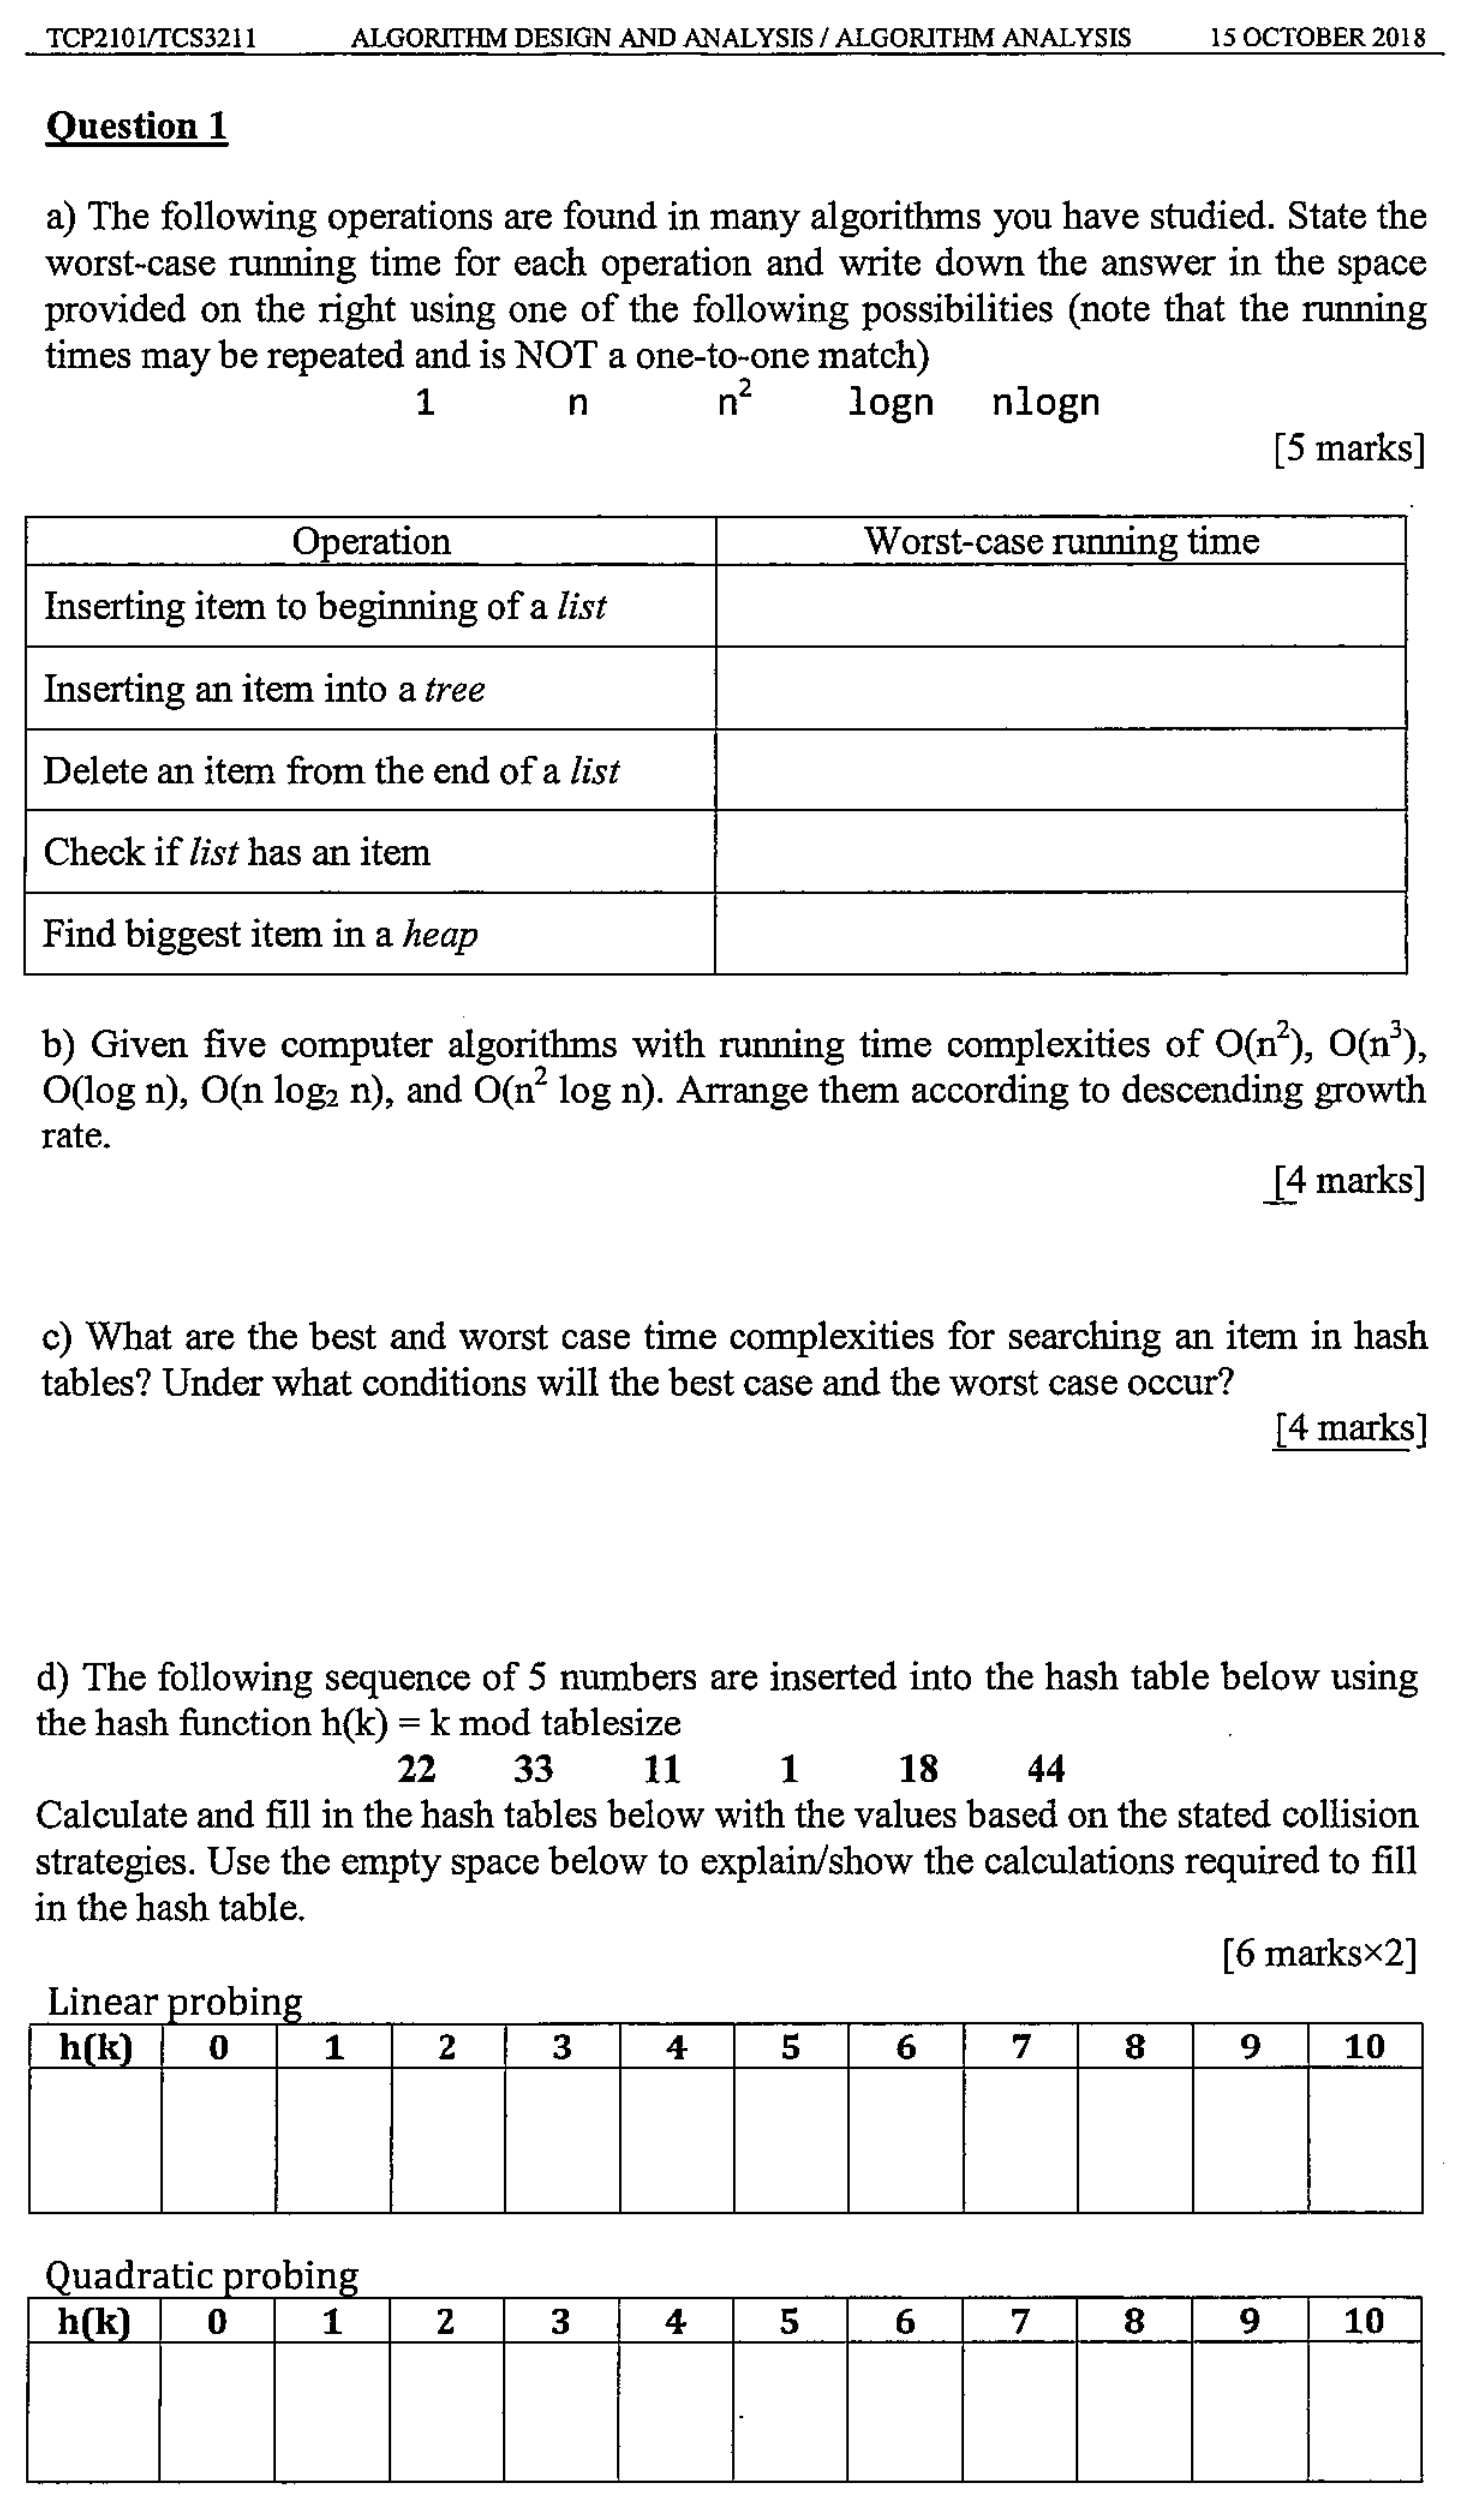 TCP2101/TCS3211 ALGORITHM DESIGN AND ANALYSIS / ALGORITHM ANALYSIS 15 OCTOBER 2018
Question 1
a) The following operations are found in many algorithms you have studied. State the
worst-case running time for each operation and write down the answer in the space
provided on the right using one of the following possibilities (note that the running
times may be repeated and is NOT a one-to-one match)
1 n n² logn nlogn
[5 marks]
Operation Worst-case running time
Inserting item to beginning of a list
Inserting an item into a tree
Delete an item from the end of a list
Check if list has an item
Find biggest item in a heap
b) Given five computer algorithms with running time complexities of O(n²), O(n³),
O(log n), O(n log₂ n), and O(n² log n). Arrange them according to descending growth
rate.
[4 marks]
c) What are the best and worst case time complexities for searching an item in hash
tables? Under what conditions will the best case and the worst case occur?
[4 marks]
d) The following sequence of 5 numbers are inserted into the hash table below using
the hash function h(k) = k mod tablesize
22 33 11 1 18 44
Calculate and fill in the hash tables below with the values based on the stated collision
strategies. Use the empty space below to explain/show the calculations required to fill
in the hash table.
[6 marks×2]
Linear probing
h(k) 0 1 2 3 4 5 6 7 8 9 10
Quadratic probing
h(k) 0 1 2 3 4 5 6 7 8 9 10